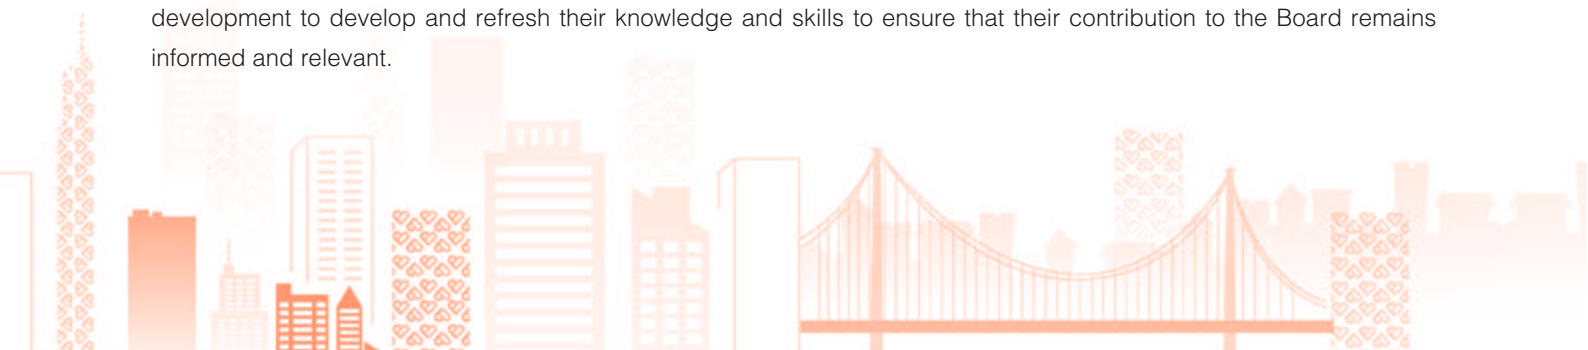 development to develop and refresh their knowledge and skills to ensure that their contribution to the Board remains
informed and relevant.